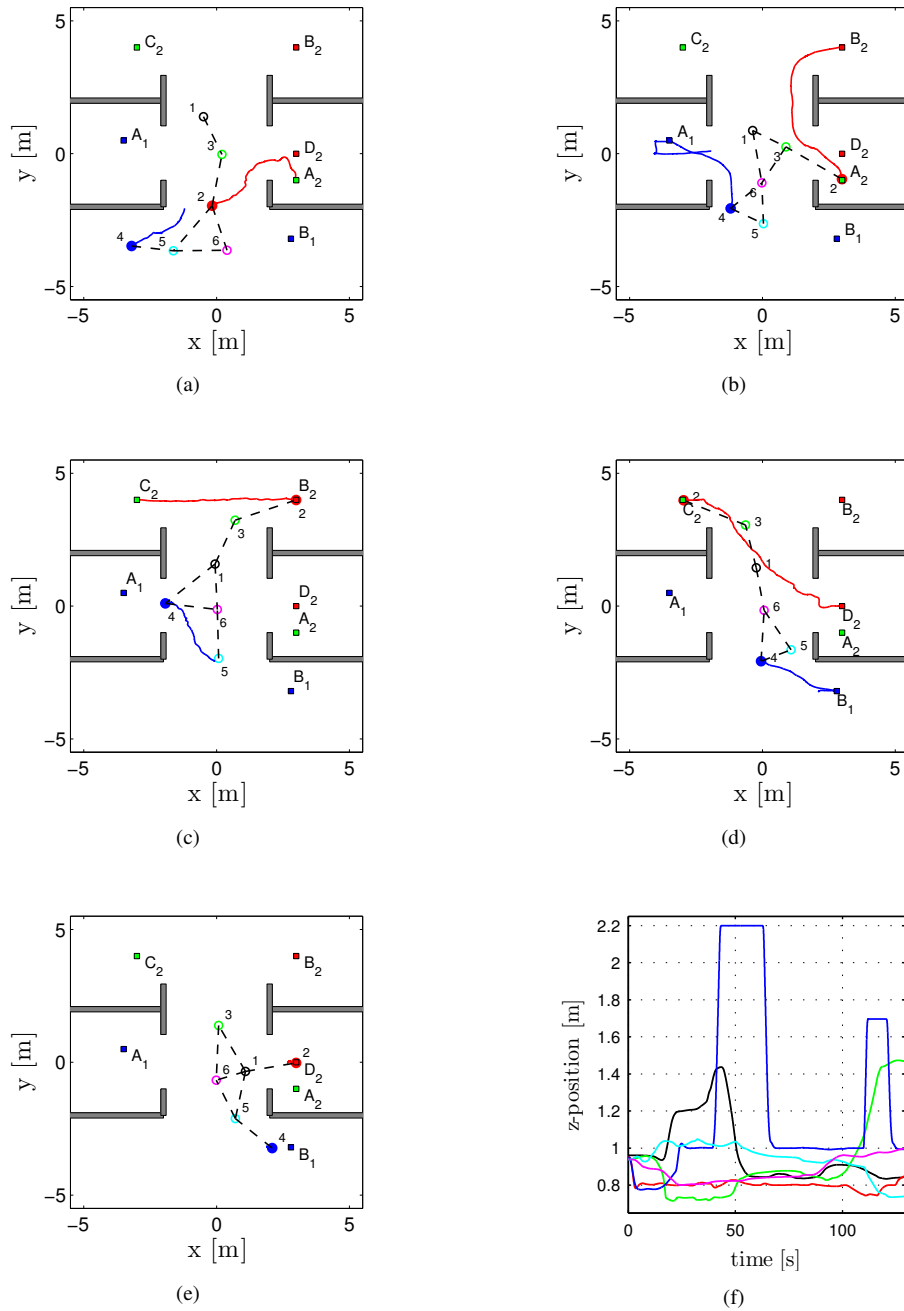 5
0
−5
y [m]
−5 0 5
x [m]
C2 B2
1
A1
3
D2
A2
2
4 5 6
B1
(a)
5
0
−5
y [m]
−5 0 5
x [m]
C2 B2
A1
1
3
D2
A2
2
6
4
5
B1
(b)
5
0
−5
y [m]
−5 0 5
x [m]
C2 B2
2
3
1
A1
4
6
D2
A2
5
B1
(c)
5
0
−5
y [m]
−5 0 5
x [m]
2
C2 B2
3
1
A1
6
D2
A2
5
4
B1
(d)
5
0
−5
y [m]
−5 0 5
x [m]
C2 B2
3
A1
6 1 2
D2
A2
5
4
B1
(e)
2.2
2
1.8
1.6
1.4
1.2
1
0.8
z-position [m]
0 50 100
time [s]
(f)